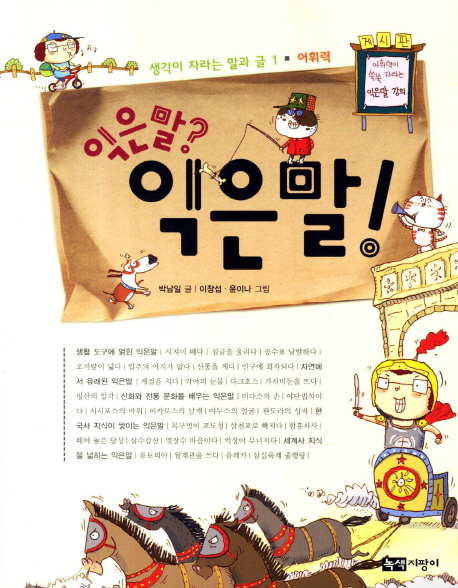 생각이 자라는 말과 글 1 ■ 어휘력
게시판
어휘력이
쑥쑥 자라는
익은말 강의
익은말?
익은말!
박남일 글 | 이창섭 · 윤이나 그림
생활 도구에 얽힌 익은말 | 시치미 떼다 | 심금을 울리다 | 공수표 남발하다 |
오지랖이 넓다 | 입추의 여지가 없다 | 산통을 깨다 | 인구에 회자되다 | 자연에
서 유래된 익은말 | 게걸음 치다 | 악어의 눈물 | 다크호스 | 가자미눈을 뜨다 |
빙산의 일각 | 신화와 전통 문화를 배우는 익은말 | 미다스의 손 | 야단법석이
다 | 시시포스의 바위 | 이카로스의 날개 | 야누스의 얼굴 | 판도라의 상자 | 한
국사 지식이 쌓이는 익은말 | 목구멍이 포도청 | 삼천포로 빠지다 | 함흥차사 |
떼어 놓은 당상 | 삼수갑산 | 엿장수 마음이다 | 억장이 무너지다 | 세계사 지식
을 넓히는 익은말 | 유토피아 | 월계관을 쓰다 | 유레카 | 삼십육계 줄행랑 |
녹색지팡이